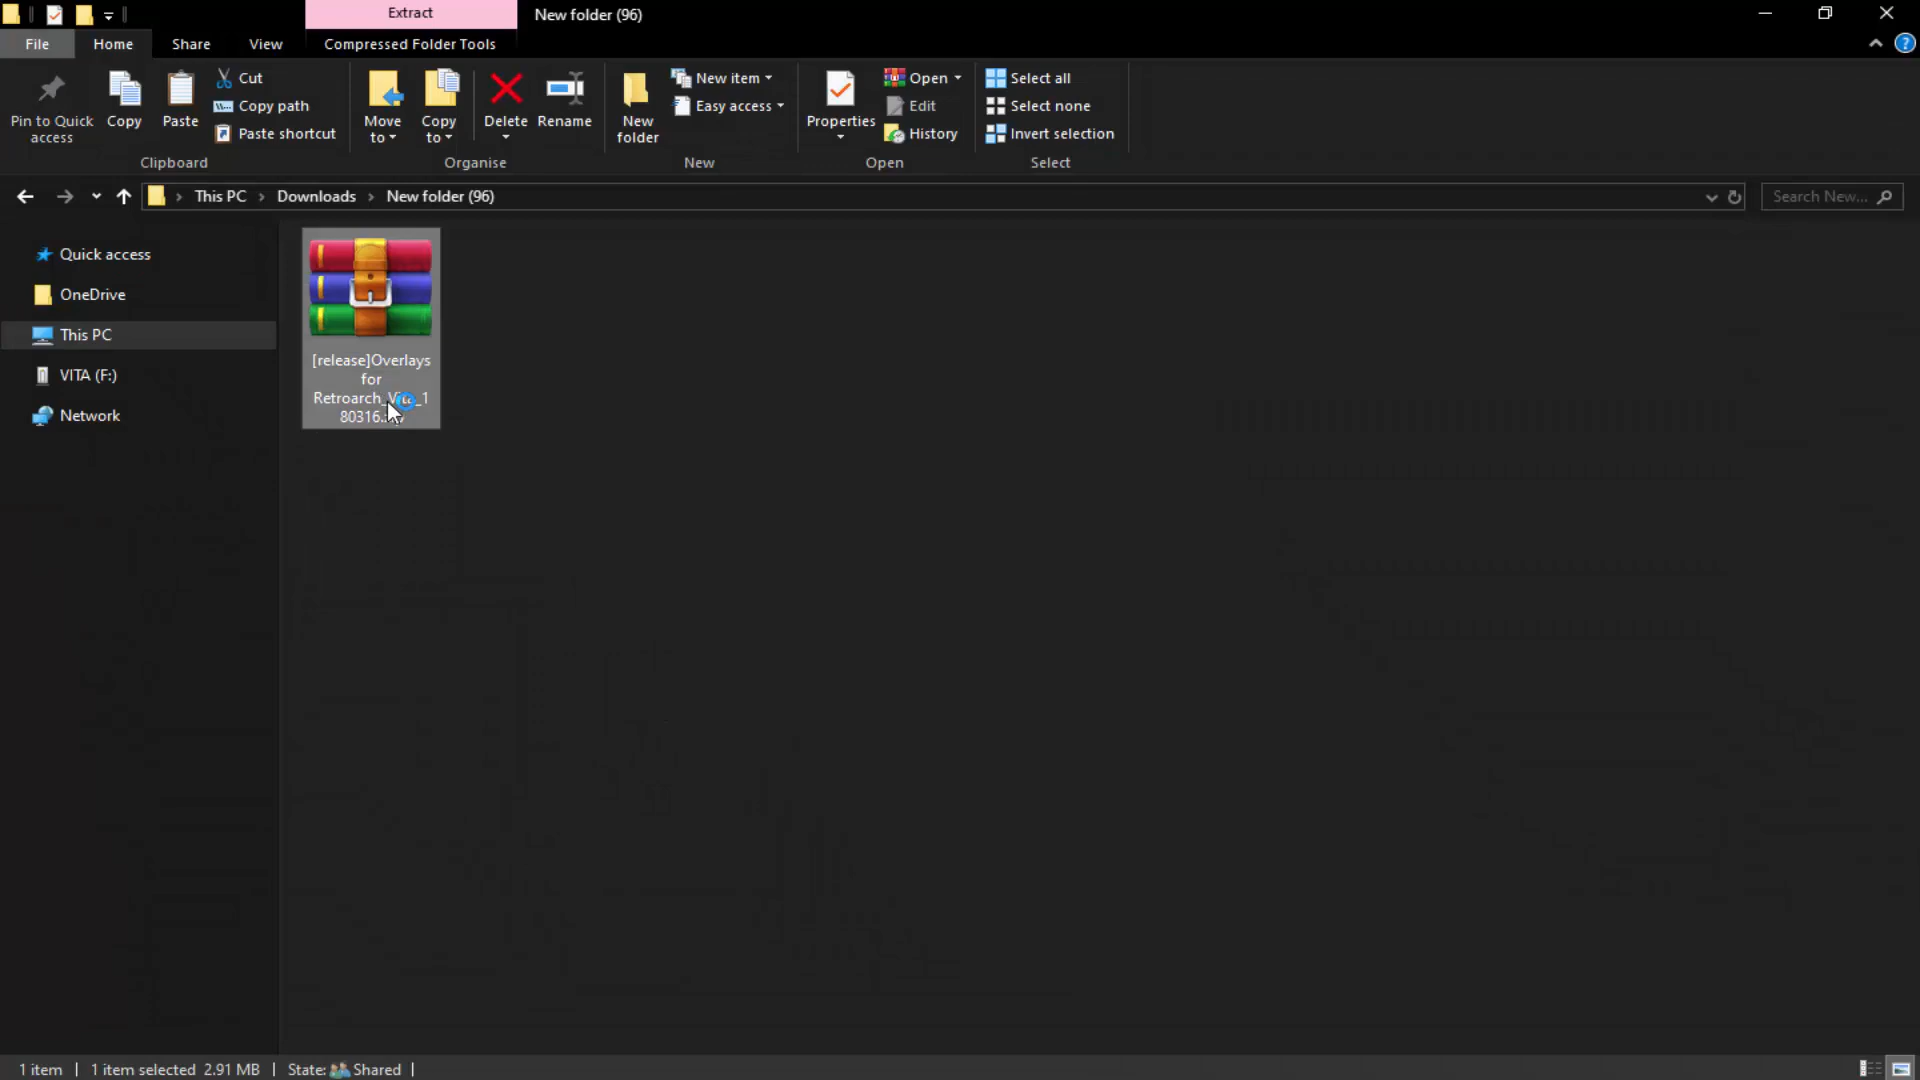 Extract
New folder (96)
File
Home
Share
View
Compressed Folder Tools
Pin to Quick
access
Copy
Paste
Cut
Copy path
Paste shortcut
Clipboard
Move
to
Copy
to
Delete
Rename
Organise
New
folder
New item
Easy access
New
Properties
Open
Edit
History
Open
Select all
Select none
Invert selection
Select
This PC
Downloads
New folder (96)
Search New...
Quick access
OneDrive
This PC
VITA (F:)
Network
[release]Overlays
for
Retroarch_Vita_1
80316.
1 item
1 item selected 2.91 MB
State:
Shared